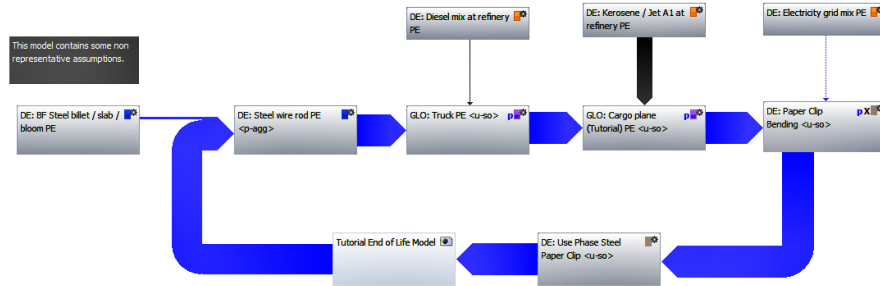 DE: Diesel mix at refinery
PE
DE: Kerosene / Jet A1 at
refinery PE
DE: Electricity grid mix PE
This model contains some non
representative assumptions.
DE: BF Steel billet / slab /
bloom PE
DE: Steel wire rod PE
<p-agg>
GLO: Truck PE <u-so>
p
GLO: Cargo plane
(Tutorial) PE <u-so>
p
DE: Paper Clip
Bending <u-so>
p X
Tutorial End of Life Model
DE: Use Phase Steel
Paper Clip <u-so>